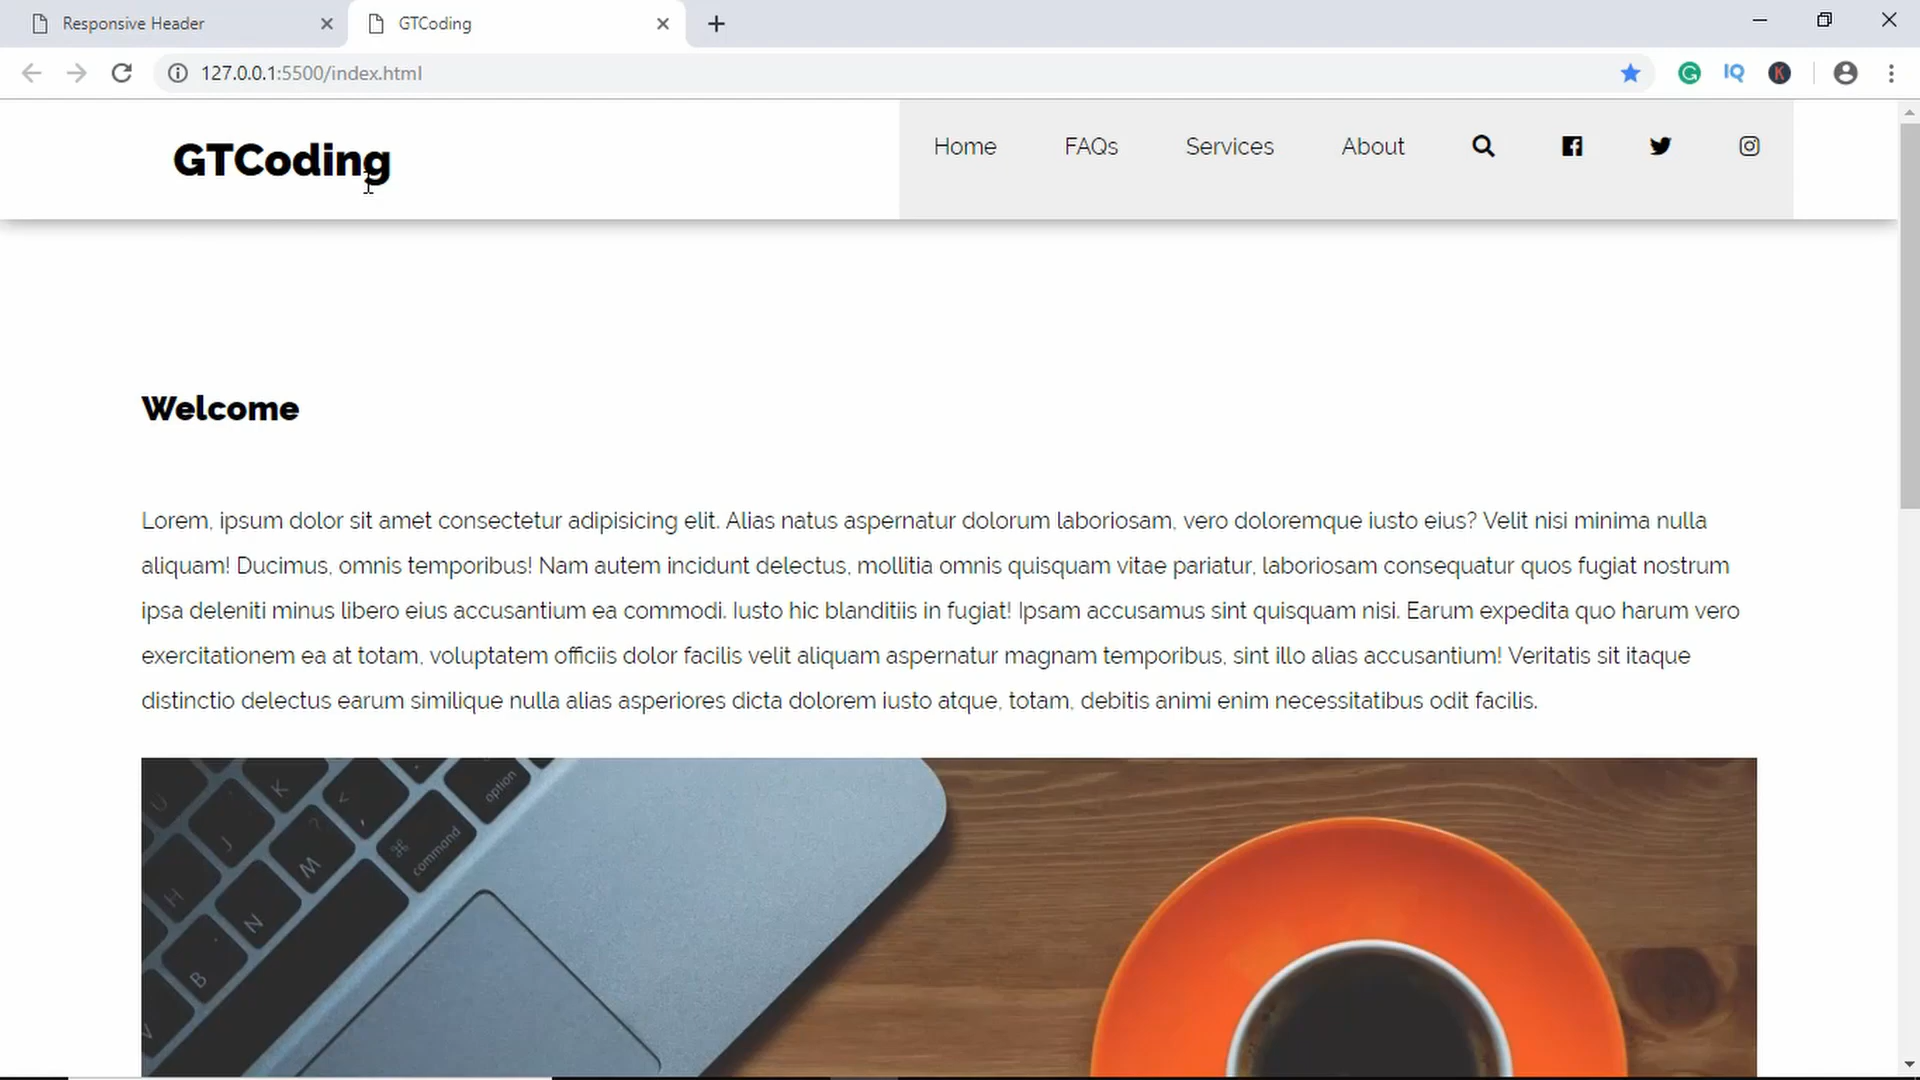 Responsive Header
GTCoding
127.0.0.1:5500/index.html
IQ
K
GTCoding
Home FAQs Services About
Welcome
Lorem, ipsum dolor sit amet consectetur adipisicing elit. Alias natus aspernatur dolorum laboriosam, vero doloremque iusto eius? Velit nisi minima nulla
aliquam! Ducimus, omnis temporibus! Nam autem incidunt delectus, mollitia omnis quisquam vitae pariatur, laboriosam consequatur quos fugiat nostrum
ipsa deleniti minus libero eius accusantium ea commodi. Iusto hic blanditiis in fugiat! Ipsam accusamus sint quisquam nisi. Earum expedita quo harum vero
exercitationem ea at totam, voluptatem officiis dolor facilis velit aliquam aspernatur magnam temporibus, sint illo alias accusantium! Veritatis sit itaque
distinctio delectus earum similique nulla alias asperiores dicta dolorem iusto atque, totam, debitis animi enim necessitatibus odit facilis.
U
K
<
option
J
? 
M
⌘
command
H
N
B
V